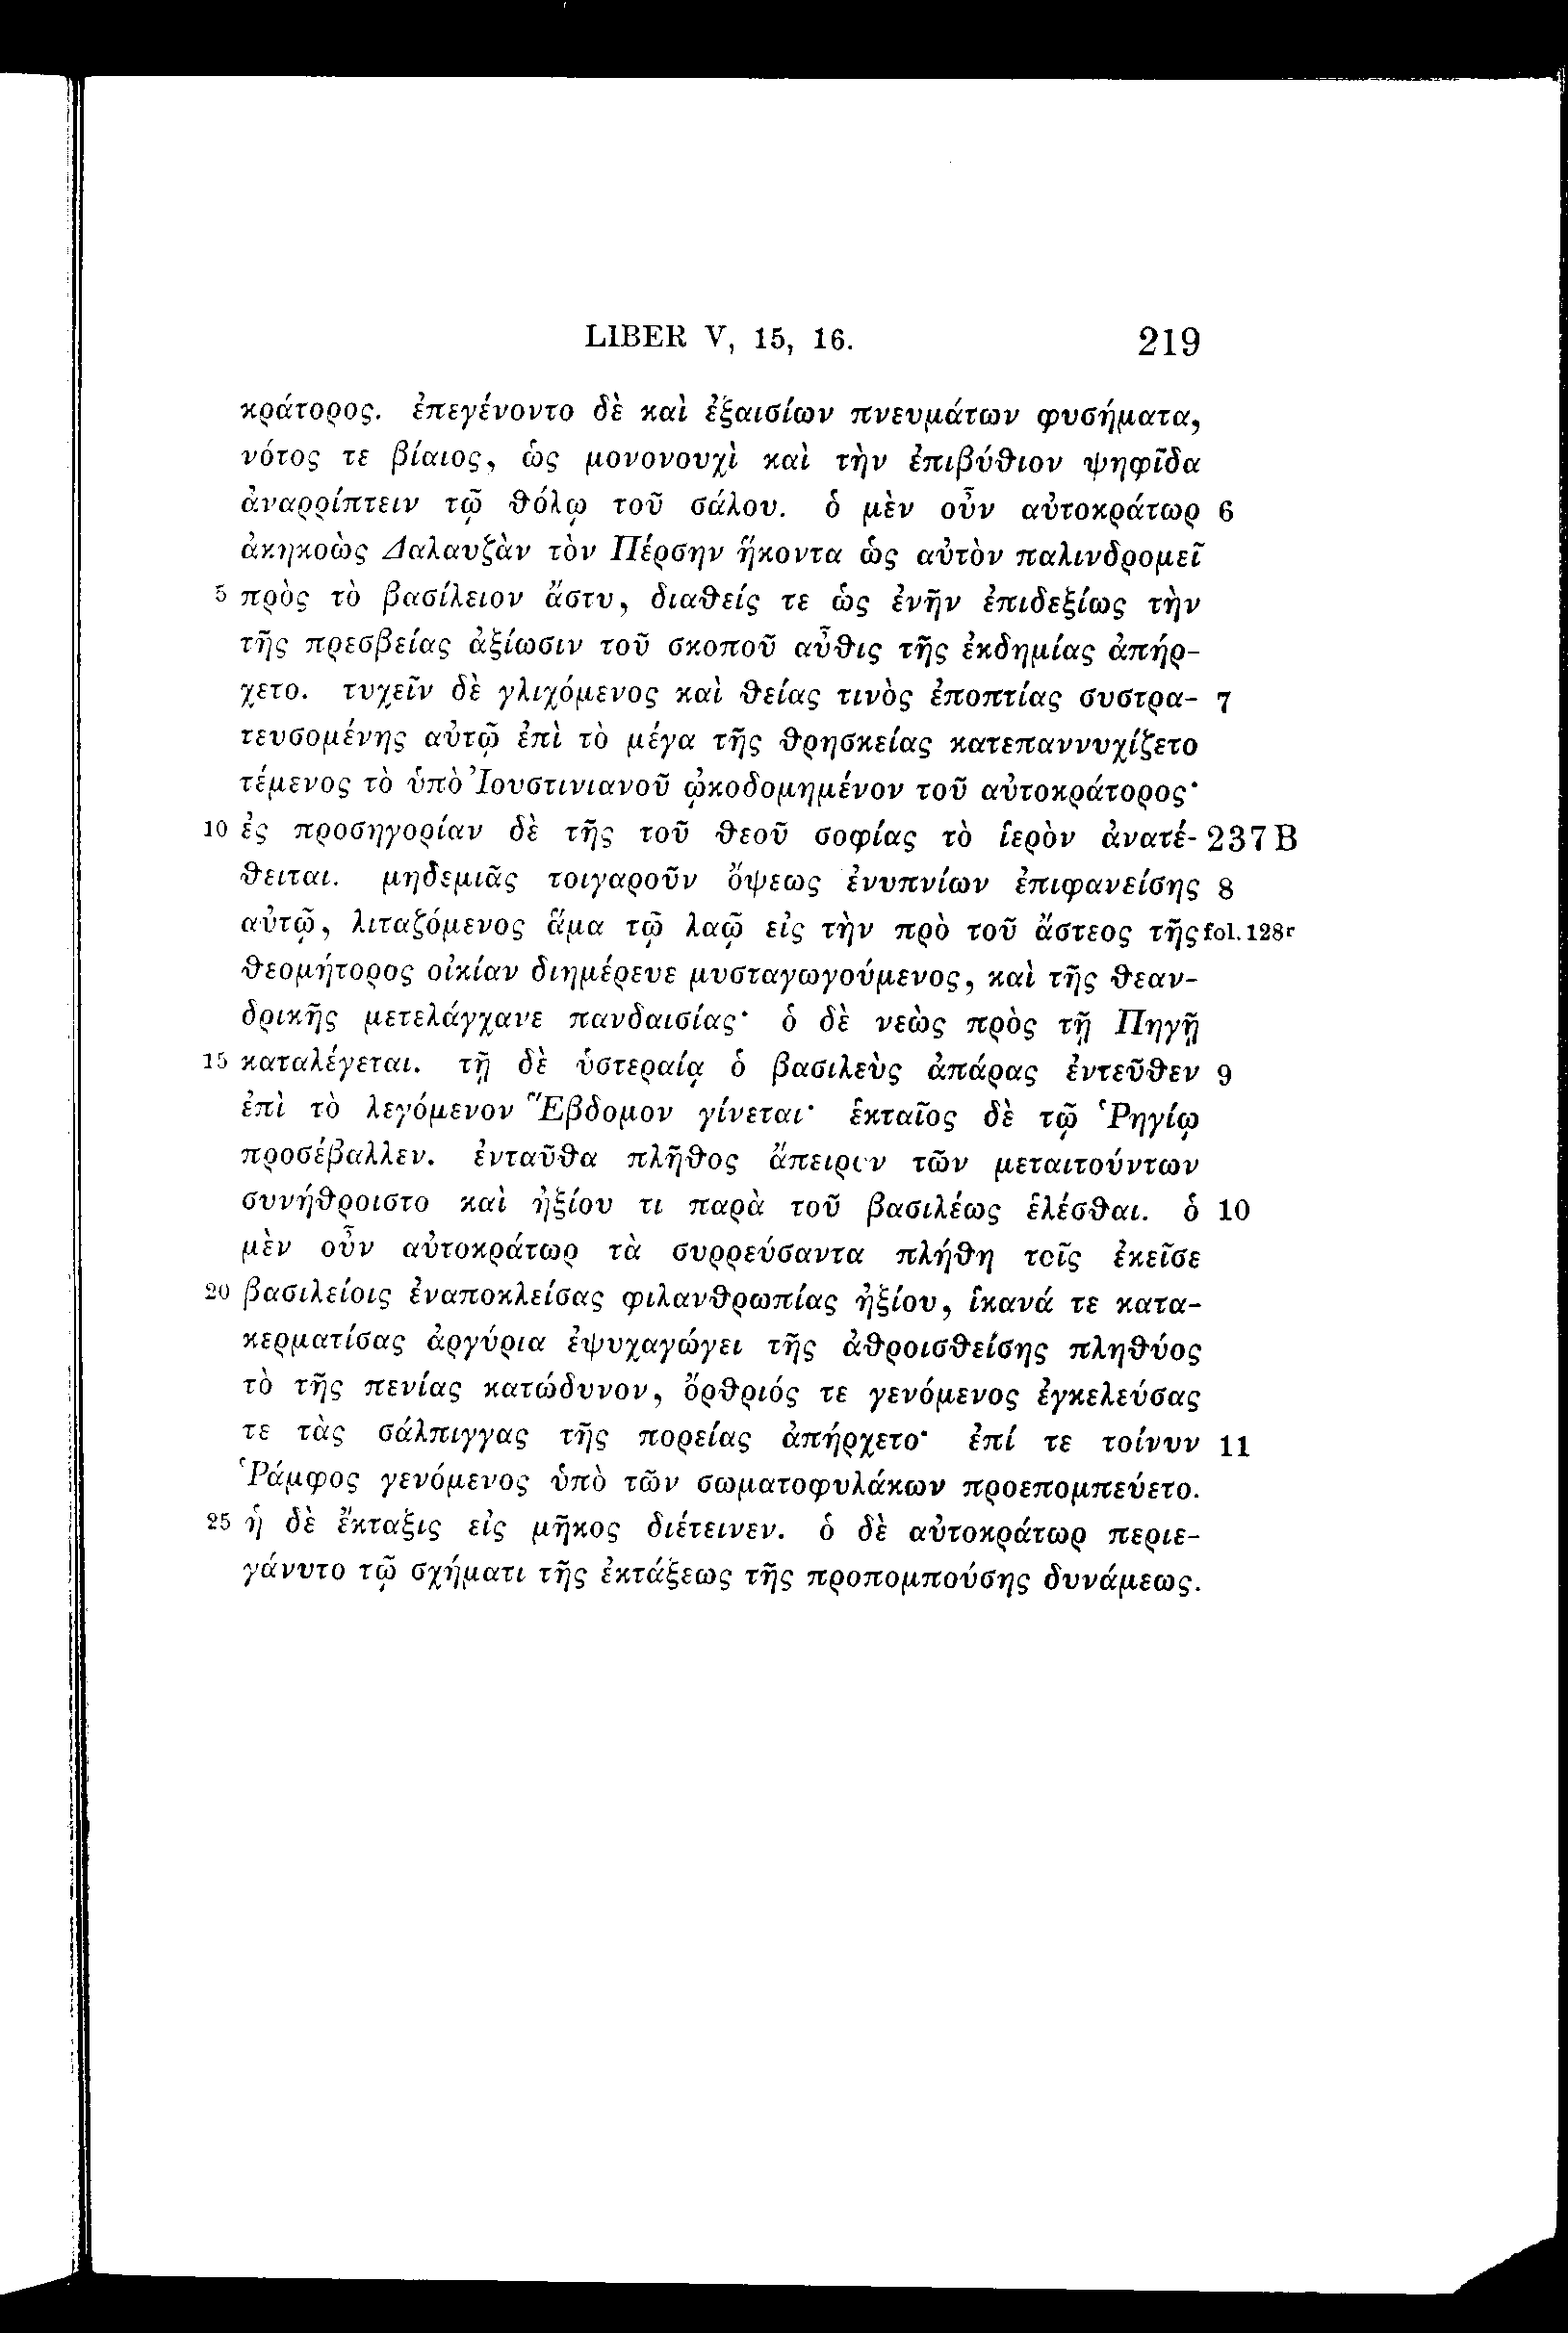 LIBER V, 15, 16. 219
κράτορος. ἐπεγένοντο δὲ καὶ ἐξαισίων πνευμάτων φυσήματα,
νότος τε βίαιος, ὡς μονονουχὶ καὶ τὴν ἐπιβύθιον ψηφῖδα
ἀναρρίπτειν τῷ θόλῳ τοῦ σάλου. ὁ μὲν οὖν αὐτοκράτωρ 6
ἀκηκοὼς Δαλαυζὰν τὸν Πέρσην ἥκοντα ὡς αὐτὸν παλινδρομεῖ
5 πρὸς τὸ βασίλειον ἄστυ, διαθείς τε ὡς ἐνῆν ἐπιδεξίως τὴν
τῆς πρεσβείας ἀξίωσιν τοῦ σκοποῦ αὖθις τῆς ἐκδημίας ἀπήρ-
χετο. τυχεῖν δὲ γλιχόμενος καὶ θείας τινὸς ἐποπτίας συστρα- 7
τευσομένης αὐτῷ ἐπὶ τὸ μέγα τῆς θρησκείας κατεπαννυχίζετο
τέμενος τὸ ὑπὸ Ἰουστινιανοῦ ᾠκοδομημένον τοῦ αὐτοκράτορος·
10 ἐς προσηγορίαν δὲ τῆς τοῦ θεοῦ σοφίας τὸ ἱερὸν ἀνατέ- 237 B
θειται. μηδεμιᾶς τοιγαροῦν ὄψεως ἐνυπνίων ἐπιφανείσης 8
αὐτῷ, λιταζόμενος ἅμα τῷ λαῷ εἰς τὴν πρὸ τοῦ ἄστεος τῆς fol. 128r
θεομήτορος οἰκίαν διημέρευε μυσταγωγούμενος, καὶ τῆς θεαν-
δρικῆς μετελάγχανε πανδαισίας· ὁ δὲ νεὼς πρὸς τῇ Πηγῇ
15 καταλέγεται. τῇ δὲ ὑστεραίᾳ ὁ βασιλεὺς ἀπάρας ἐντεῦθεν 9
ἐπὶ τὸ λεγόμενον Ἕβδομον γίνεται· ἑκταῖος δὲ τῷ Ῥηγίῳ
προσέβαλλεν. ἐνταῦθα πλῆθος ἄπειρον τῶν μεταιτούντων
συνήθροιστο καὶ ἠξίου τι παρὰ τοῦ βασιλέως ἑλέσθαι. ὁ 10
μὲν οὖν αὐτοκράτωρ τὰ συρρεύσαντα πλήθη τοῖς ἐκεῖσε
20 βασιλείοις ἐναποκλείσας φιλανθρωπίας ἠξίου, ἱκανά τε κατα-
κερματίσας ἀργύρια ἐψυχαγώγει τῆς ἀθροισθείσης πληθύος
τὸ τῆς πενίας κατώδυνον, ὄρθριός τε γενόμενος ἐγκελεύσας
τε τὰς σάλπιγγας τῆς πορείας ἀπήρχετο· ἐπί τε τοίνυν 11
Ῥάμφος γενόμενος ὑπὸ τῶν σωματοφυλάκων προεπομπεύετο.
25 ἡ δὲ ἔκταξις εἰς μῆκος διέτεινεν. ὁ δὲ αὐτοκράτωρ περιε-
γάνυτο τῷ σχήματι τῆς ἐκτάξεως τῆς προπομπούσης δυνάμεως.